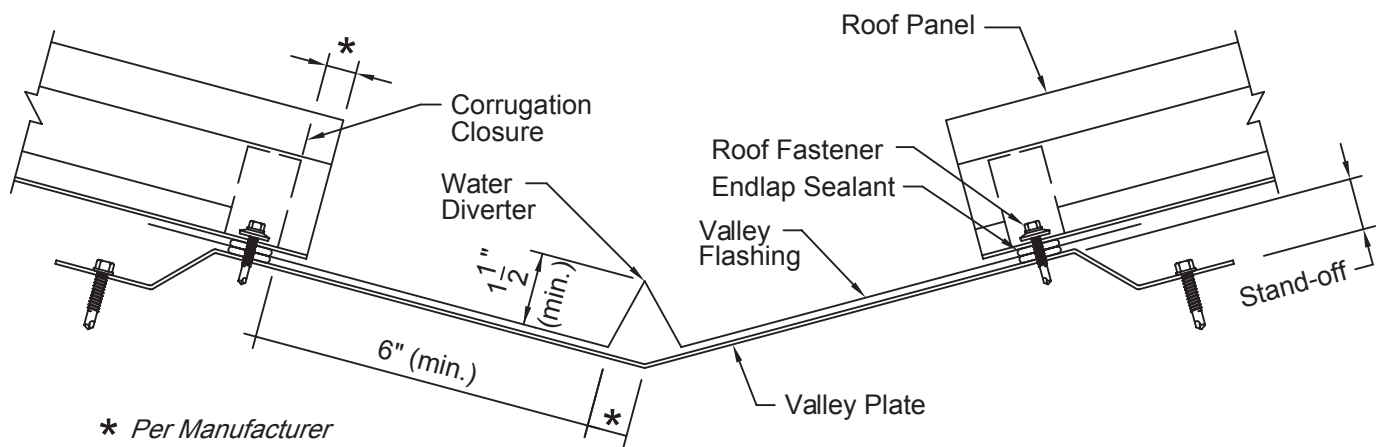 Roof Panel
*
Corrugation
Closure
Roof Fastener
Endlap Sealant
Water
Diverter
Valley
Flashing
1 1/2"
(min.)
Stand-off
6" (min.)
*
Valley Plate
* Per Manufacturer